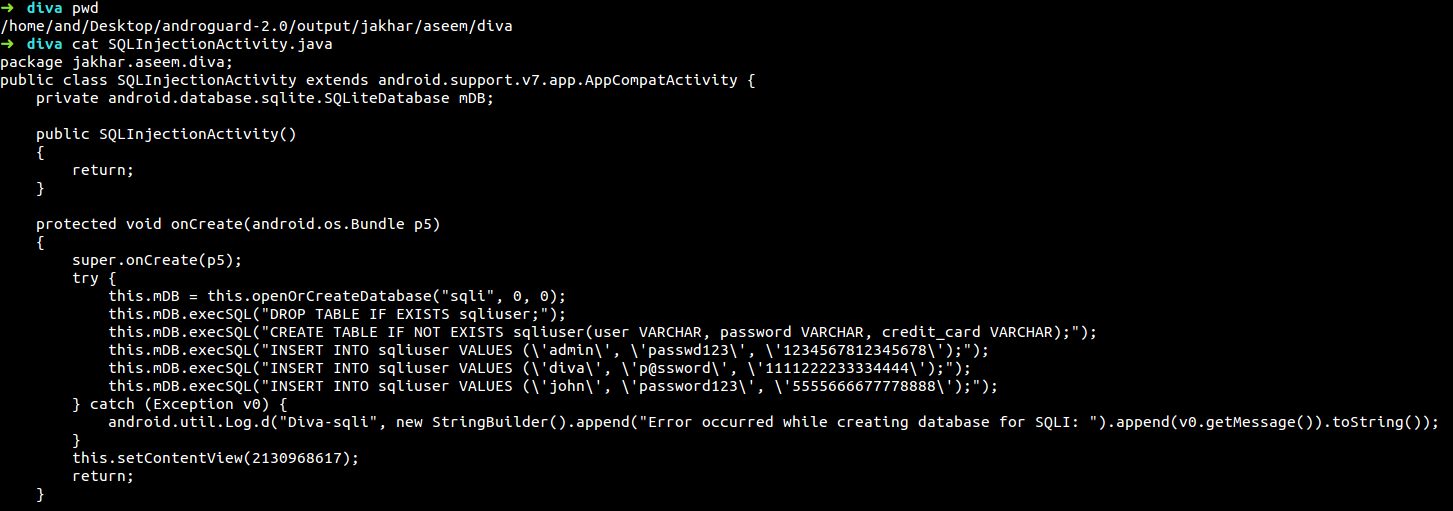 ➜ diva pwd
/home/and/Desktop/androguard-2.0/output/jakhar/aseem/diva
➜ diva cat SQLInjectionActivity.java
package jakhar.aseem.diva;
public class SQLInjectionActivity extends android.support.v7.app.AppCompatActivity {
    private android.database.sqlite.SQLiteDatabase mDB;

    public SQLInjectionActivity()
    {
        return;
    }

    protected void onCreate(android.os.Bundle p5)
    {
        super.onCreate(p5);
        try {
            this.mDB = this.openOrCreateDatabase("sqli", 0, 0);
            this.mDB.execSQL("DROP TABLE IF EXISTS sqliuser;");
            this.mDB.execSQL("CREATE TABLE IF NOT EXISTS sqliuser(user VARCHAR, password VARCHAR, credit_card VARCHAR);");
            this.mDB.execSQL("INSERT INTO sqliuser VALUES (\'admin\', \'passwd123\', \'1234567812345678\');");
            this.mDB.execSQL("INSERT INTO sqliuser VALUES (\'diva\', \'p@ssword\', \'1111222233334444\');");
            this.mDB.execSQL("INSERT INTO sqliuser VALUES (\'john\', \'password123\', \'5555666677778888\');");
        } catch (Exception v0) {
            android.util.Log.d("Diva-sqli", new StringBuilder().append("Error occurred while creating database for SQLI: ").append(v0.getMessage()).toString());
        }
        this.setContentView(2130968617);
        return;
    }